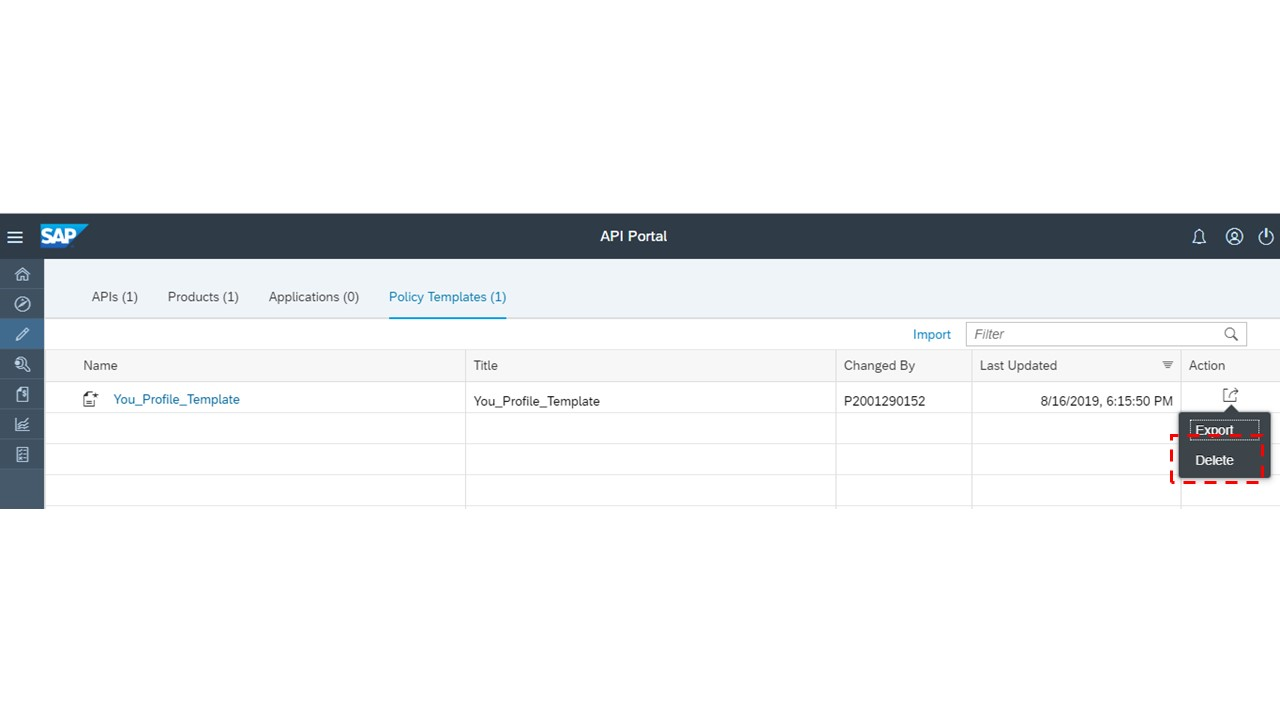 SAP API Portal
APIs (1) Products (1) Applications (0) Policy Templates (1)
Import Filter
Name Title Changed By Last Updated Action
You_Profile_Template You_Profile_Template P2001290152 8/16/2019, 6:15:50 PM
Export
Delete